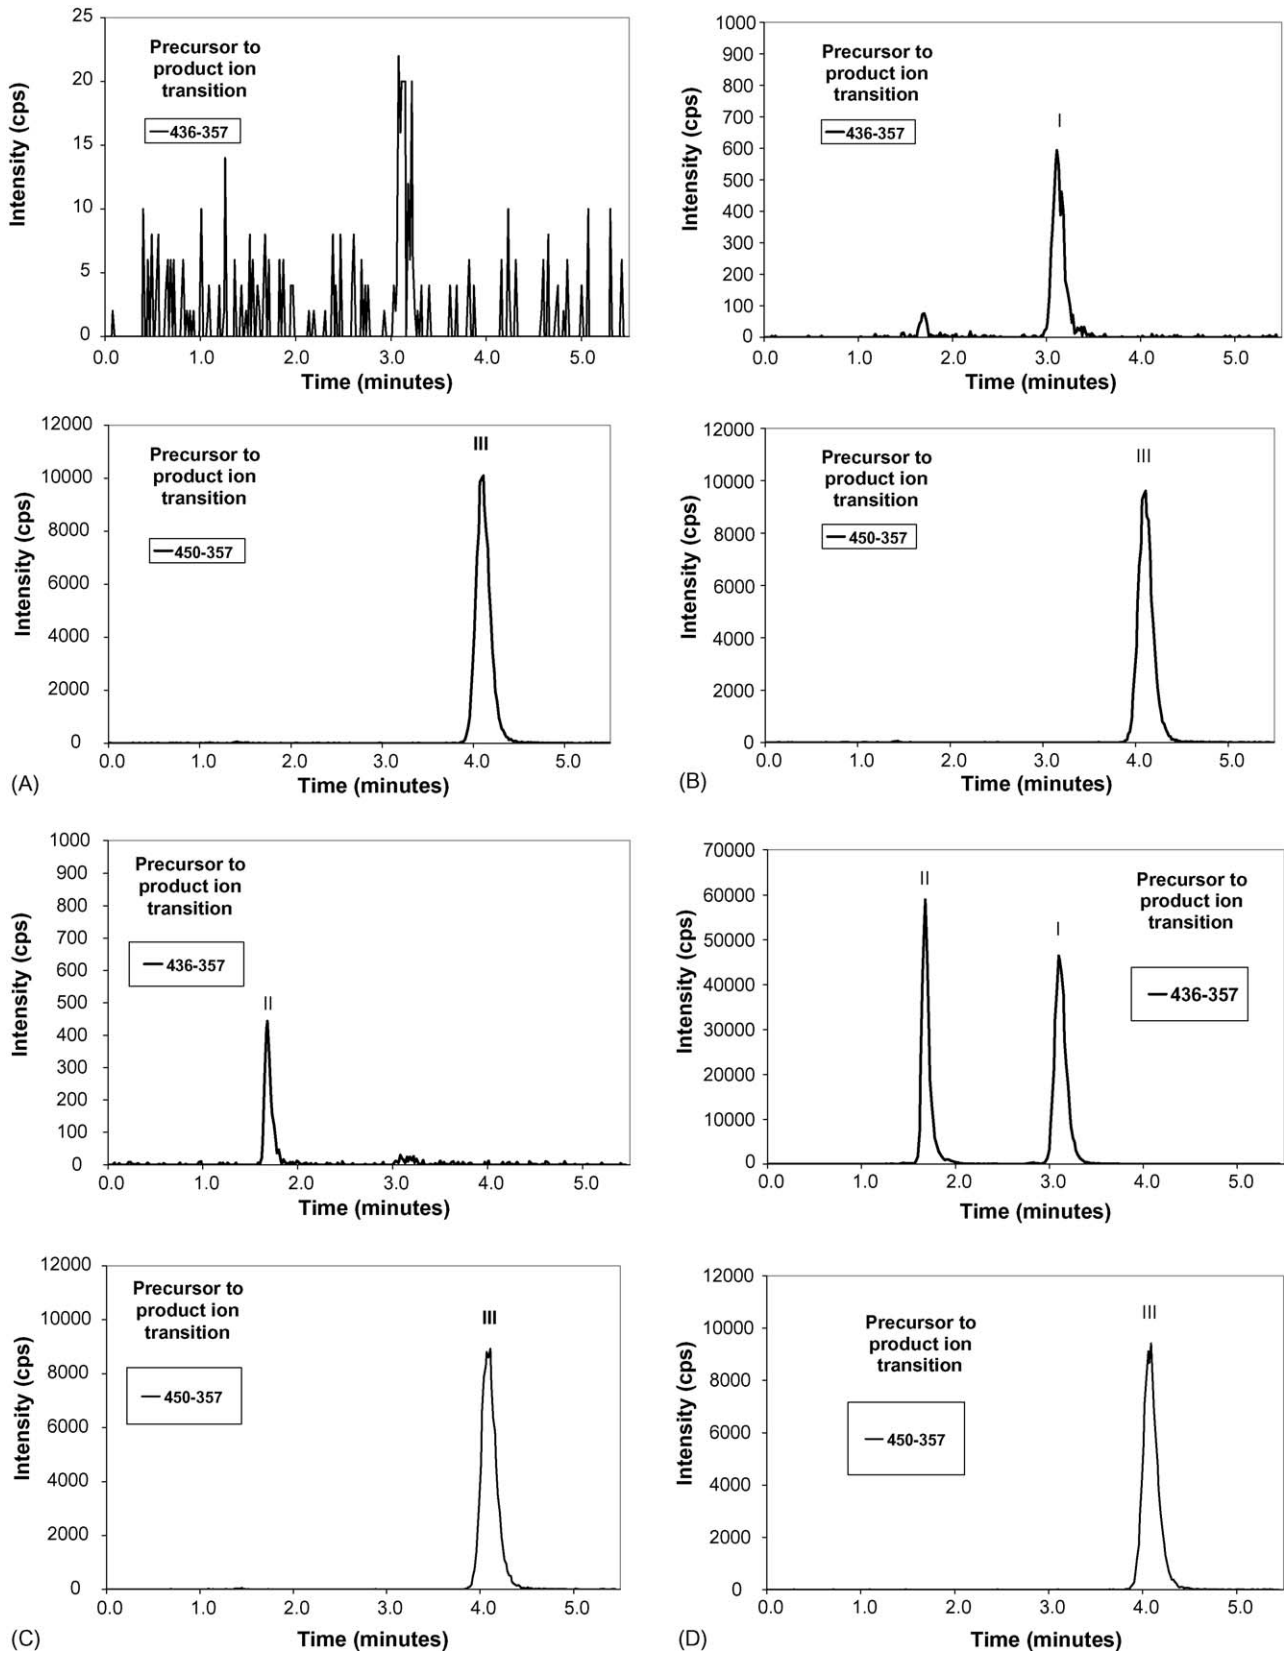 25
20
15
10
5
0
Intensity (cps)
Precursor to
product ion
transition
436-357
0.0 1.0 2.0 3.0 4.0 5.0
Time (minutes)
1000
900
800
700
600
500
400
300
200
100
0
Intensity (cps)
Precursor to
product ion
transition
436-357
I
0.0 1.0 2.0 3.0 4.0 5.0
Time (minutes)
12000
10000
8000
6000
4000
2000
0
Intensity (cps)
Precursor to
product ion
transition
450-357
III
0.0 1.0 2.0 3.0 4.0 5.0
Time (minutes)
(A)
12000
10000
8000
6000
4000
2000
0
Intensity (cps)
Precursor to
product ion
transition
450-357
III
0.0 1.0 2.0 3.0 4.0 5.0
Time (minutes)
(B)
1000
900
800
700
600
500
400
300
200
100
0
Intensity (cps)
Precursor to
product ion
transition
436-357
II
0.0 1.0 2.0 3.0 4.0 5.0
Time (minutes)
70000
60000
50000
40000
30000
20000
10000
0
Intensity (cps)
II
I
Precursor to
product ion
transition
436-357
0.0 1.0 2.0 3.0 4.0 5.0
Time (minutes)
12000
10000
8000
6000
4000
2000
0
Intensity (cps)
Precursor to
product ion
transition
450-357
III
0.0 1.0 2.0 3.0 4.0 5.0
Time (minutes)
(C)
12000
10000
8000
6000
4000
2000
0
Intensity (cps)
Precursor to
product ion
transition
450-357
III
0.0 1.0 2.0 3.0 4.0 5.0
Time (minutes)
(D)